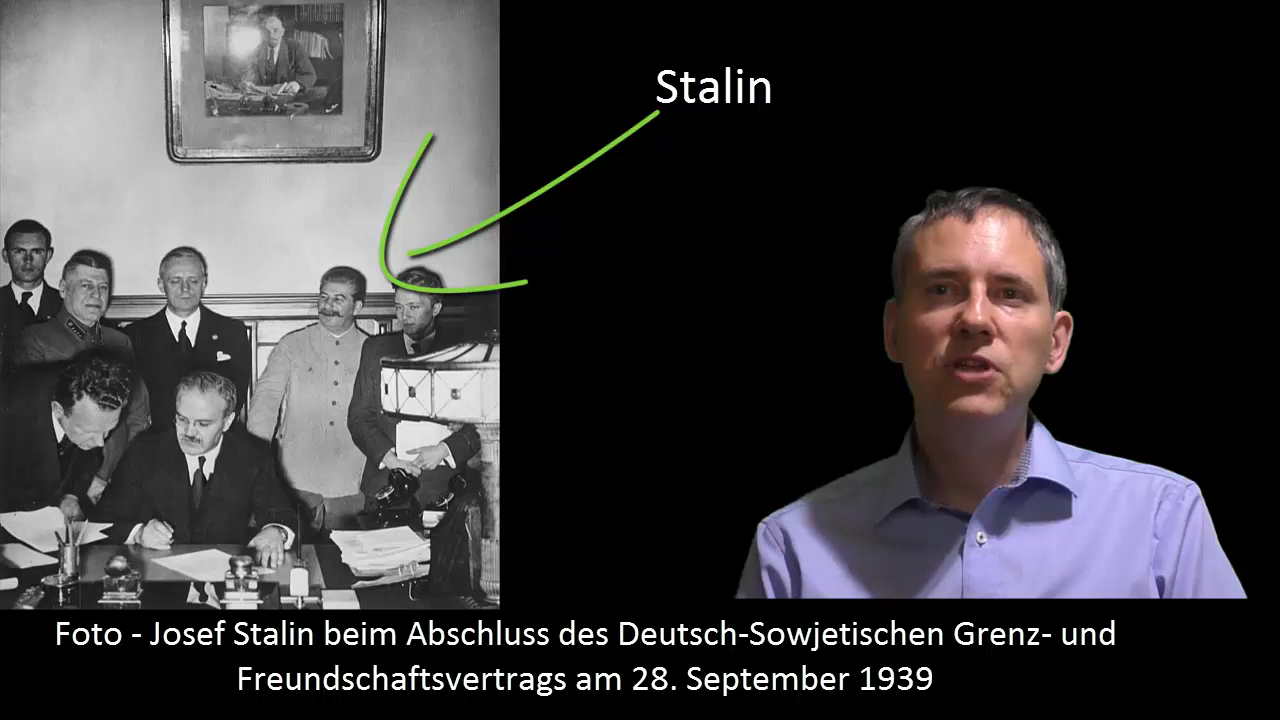 Stalin
Foto - Josef Stalin beim Abschluss des Deutsch-Sowjetischen Grenz- und
Freundschaftsvertrags am 28. September 1939